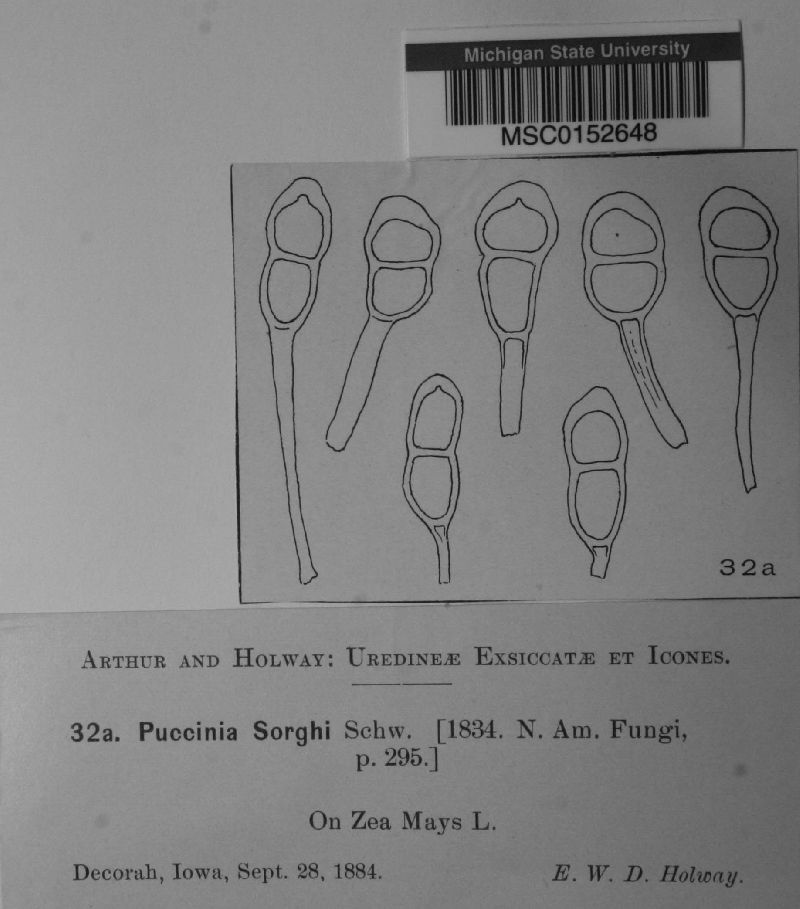 Michigan State University
MSC0152648
32a
ARTHUR AND HOLWAY: UREDINEÆ EXSICCATÆ ET ICONES.
32a. Puccinia Sorghi Schw. [1834. N. Am. Fungi,
p. 295.]
On Zea Mays L.
Decorah, Iowa, Sept. 28, 1884. E. W. D. Holway.